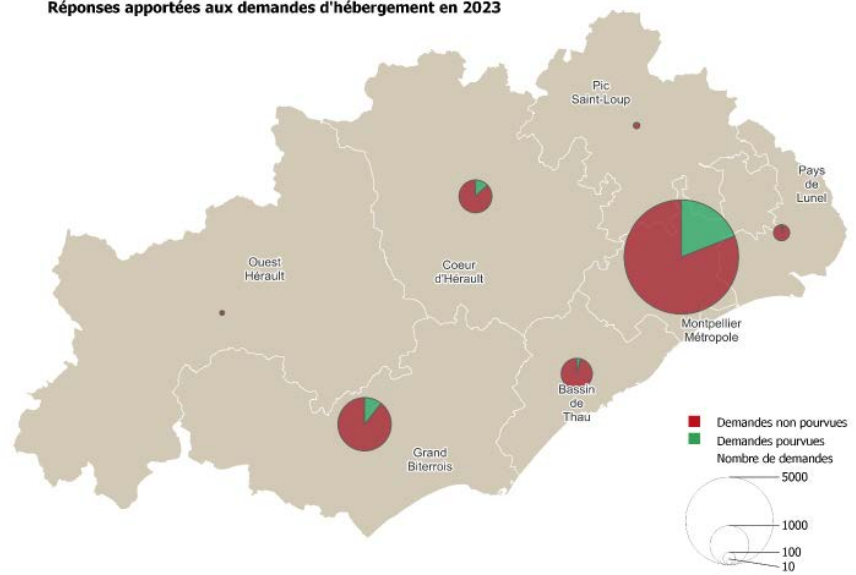 Réponses apportées aux demandes d'hébergement en 2023
Pic
Saint-Loup
Pays
de
Lunel
Ouest
Hérault
Coeur
d'Hérault
Montpellier
Métropole
Bassin
de
Thau
Grand
Biterrois
Demandes non pourvues
Demandes pourvues
Nombre de demandes
5000
1000
100
10